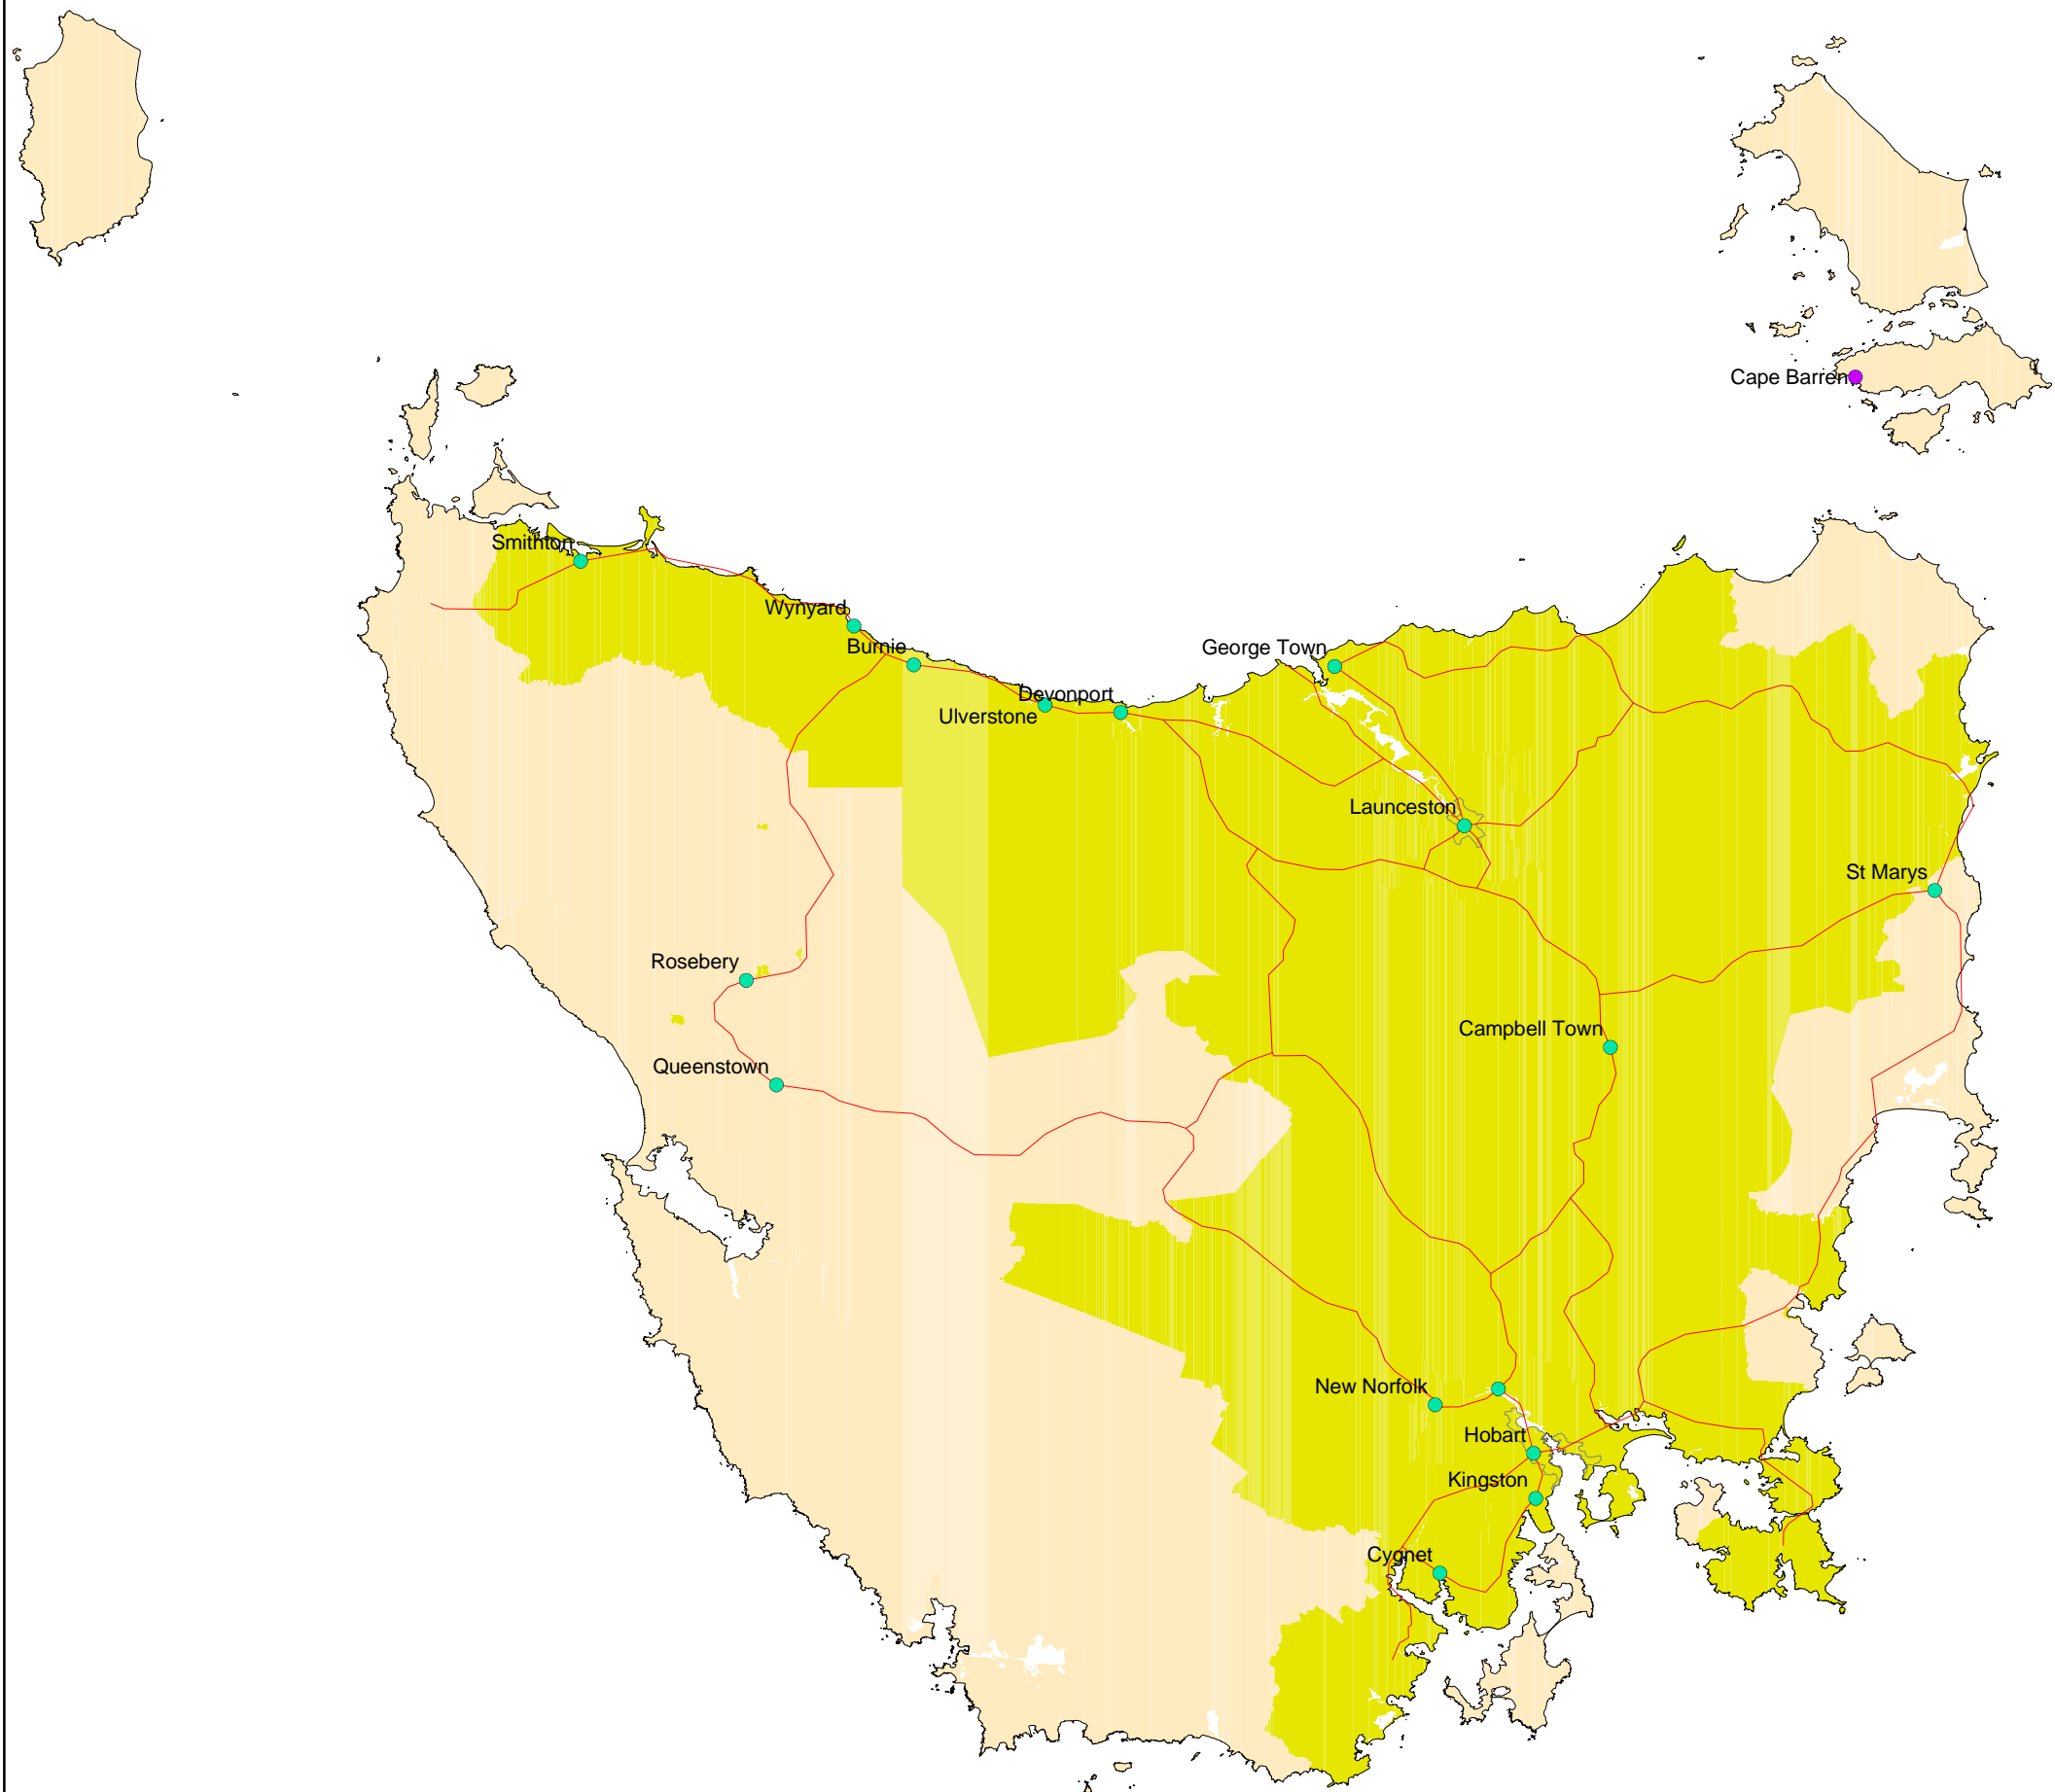 Cape Barren
Smithton
Wynyard
Burnie
George Town
Devonport
Ulverstone
Launceston
St Marys
Rosebery
Campbell Town
Queenstown
New Norfolk
Hobart
Kingston
Cygnet